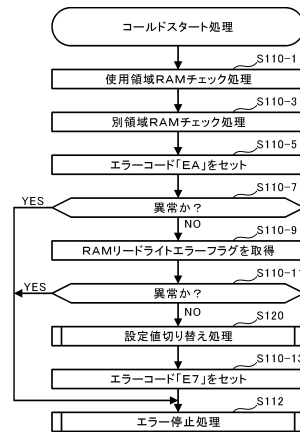 コールドスタート処理
S110-1
使用領域RAMチェック処理
S110-3
別領域RAMチェック処理
S110-5
エラーコード「EA」をセット
S110-7
YES
異常か？
NO
S110-9
RAMリードライトエラーフラグを取得
S110-11
YES
異常か？
NO
S120
設定値切り替え処理
S110-13
エラーコード「E7」をセット
S112
エラー停止処理